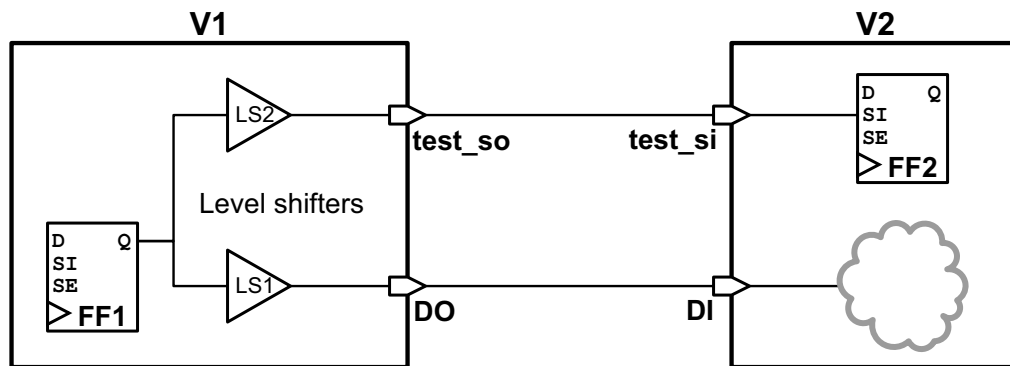 V1
V2
LS2
test_so
test_si
D Q
SI
SE
FF2
Level shifters
D Q
SI
SE
FF1
LS1
DO
DI